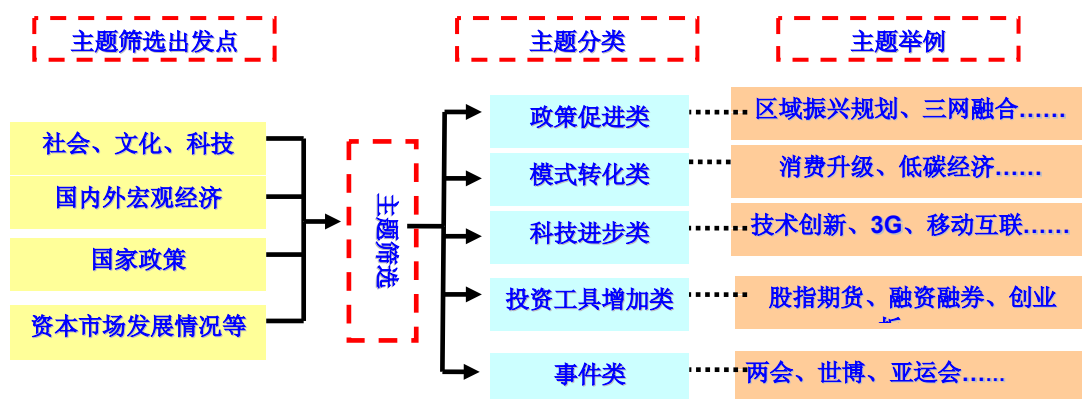 主题筛选出发点
主题分类
主题举例
社会、文化、科技
国内外宏观经济
国家政策
资本市场发展情况等
主题筛选
政策促进类
区域振兴规划、三网融合……
模式转化类
消费升级、低碳经济……
科技进步类
技术创新、3G、移动互联……
投资工具增加类
股指期货、融资融券、创业
事件类
两会、世博、亚运会……